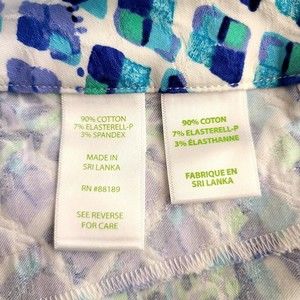 90% COTTON
7% ELASTERELL-P
3% SPANDEX
MADE IN
SRI LANKA
RN #88189
SEE REVERSE
FOR CARE
90% COTON
7% ELASTERELL-P
3% ÉLASTHANNE
FABRIQUE EN
SRI LANKA